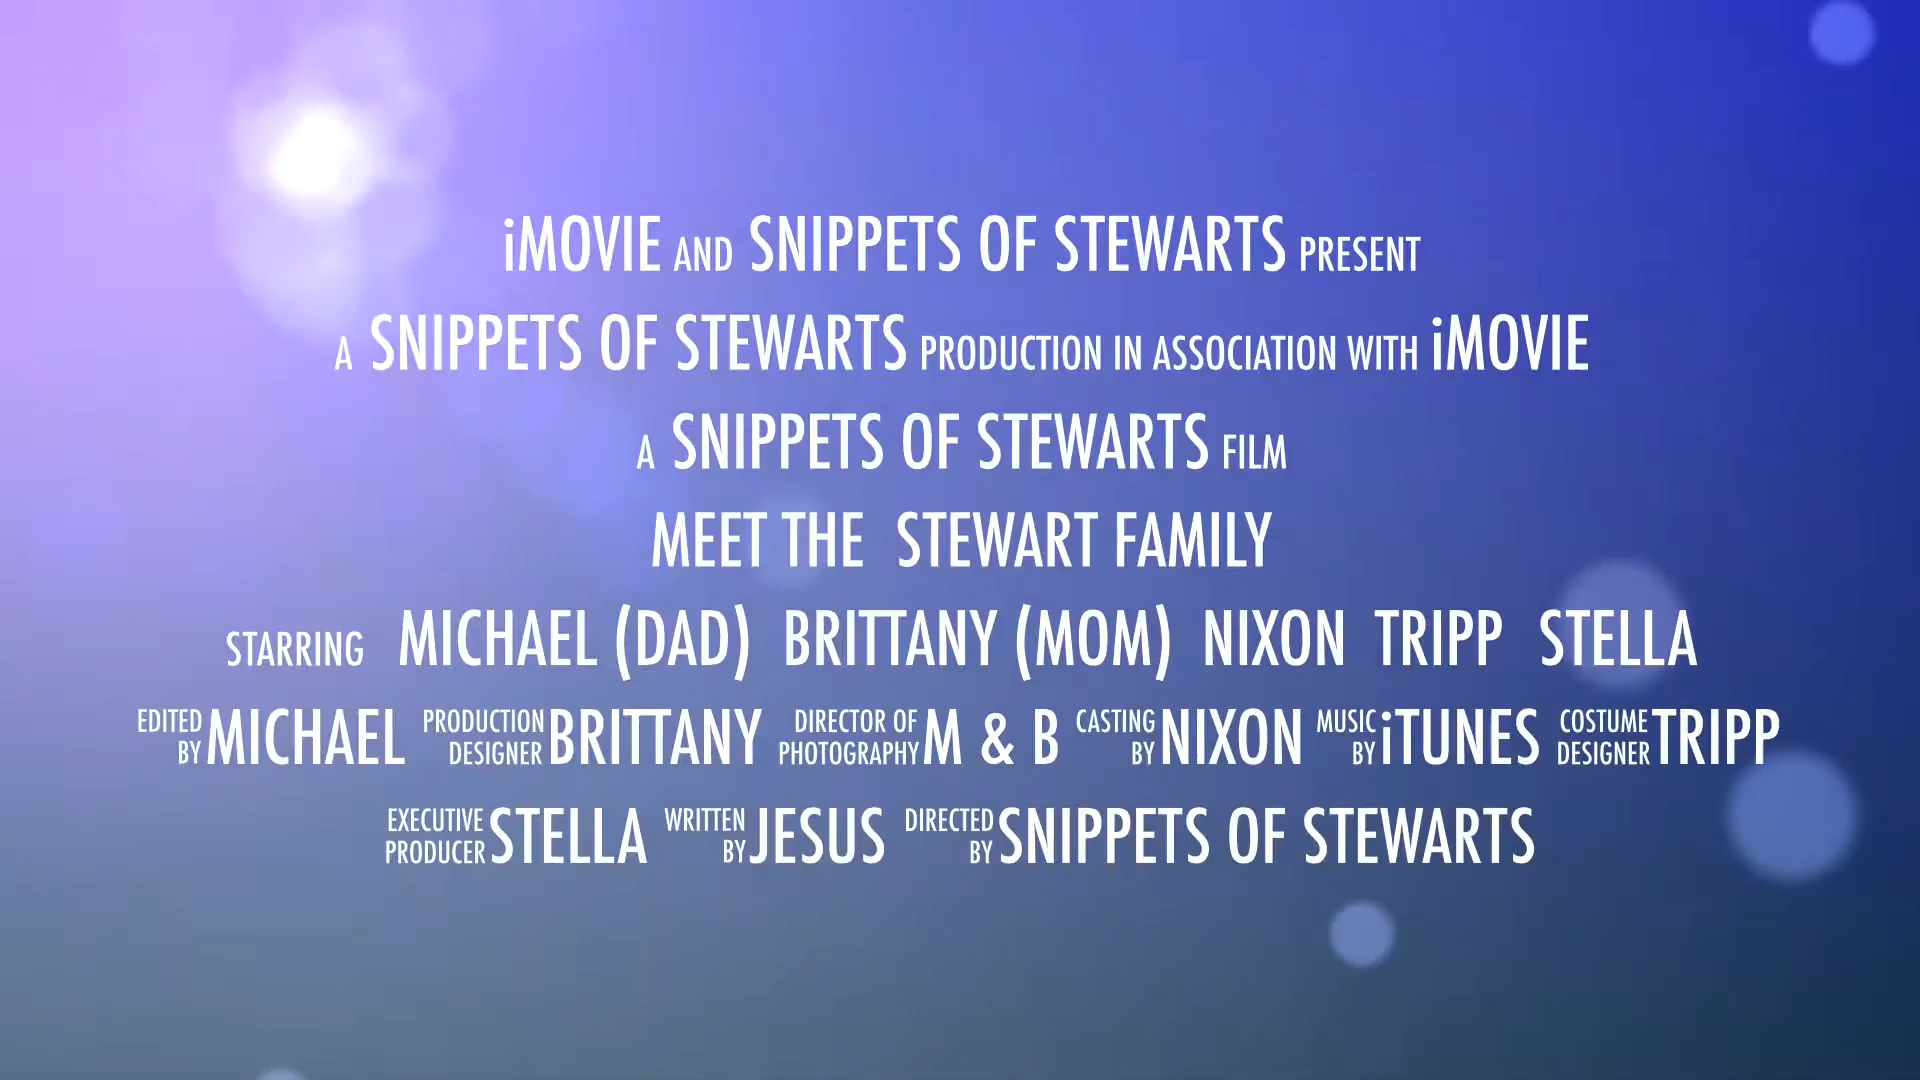 iMOVIE AND SNIPPETS OF STEWARTS PRESENT
A SNIPPETS OF STEWARTS PRODUCTION IN ASSOCIATION WITH iMOVIE
A SNIPPETS OF STEWARTS FILM
MEET THE STEWART FAMILY
STARRING MICHAEL (DAD) BRITTANY (MOM) NIXON TRIPP STELLA
EDITED BY MICHAEL PRODUCTION DESIGNER BRITTANY DIRECTOR OF PHOTOGRAPHY M & B CASTING BY NIXON MUSIC BY iTUNES COSTUME DESIGNER TRIPP
EXECUTIVE PRODUCER STELLA WRITTEN BY JESUS DIRECTED BY SNIPPETS OF STEWARTS